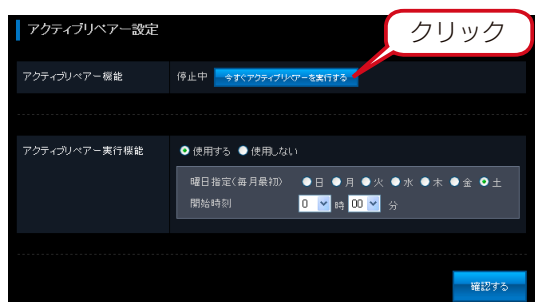 アクティブリペアー設定
クリック
アクティブリペアー機能 停止中 今すぐアクティブリペアーを実行する
アクティブリペアー実行機能 使用する 使用しない
曜日指定(毎月最初) 日 月 火 水 木 金 土
開始時刻 0 時 00 分
確認する